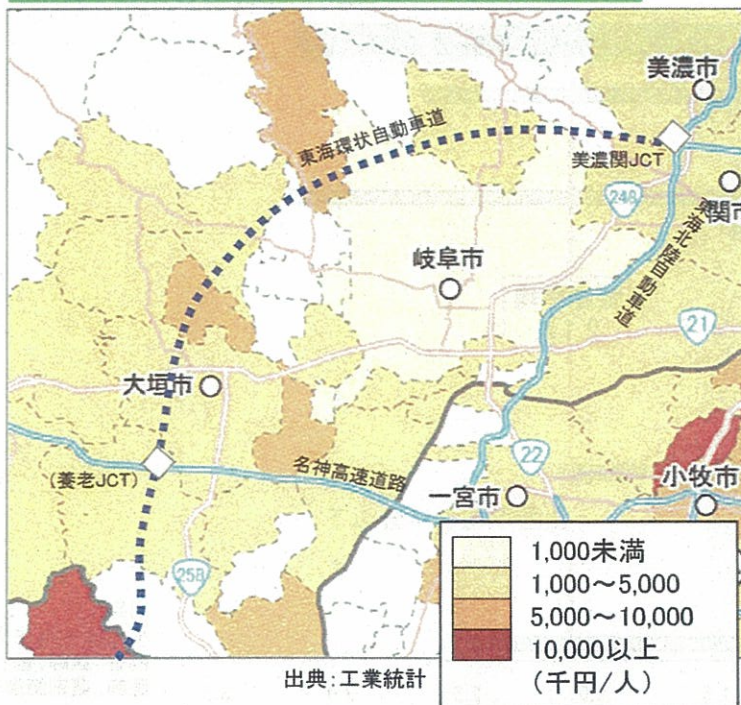 美濃市
東海環状自動車道
美濃関JCT
248
関市
東海北陸自動車道
岐阜市
21
大垣市
(養老JCT)
名神高速道路
22
一宮市
小牧市
258
1,000未満
1,000～5,000
5,000～10,000
10,000以上
(千円/人)
出典:工業統計